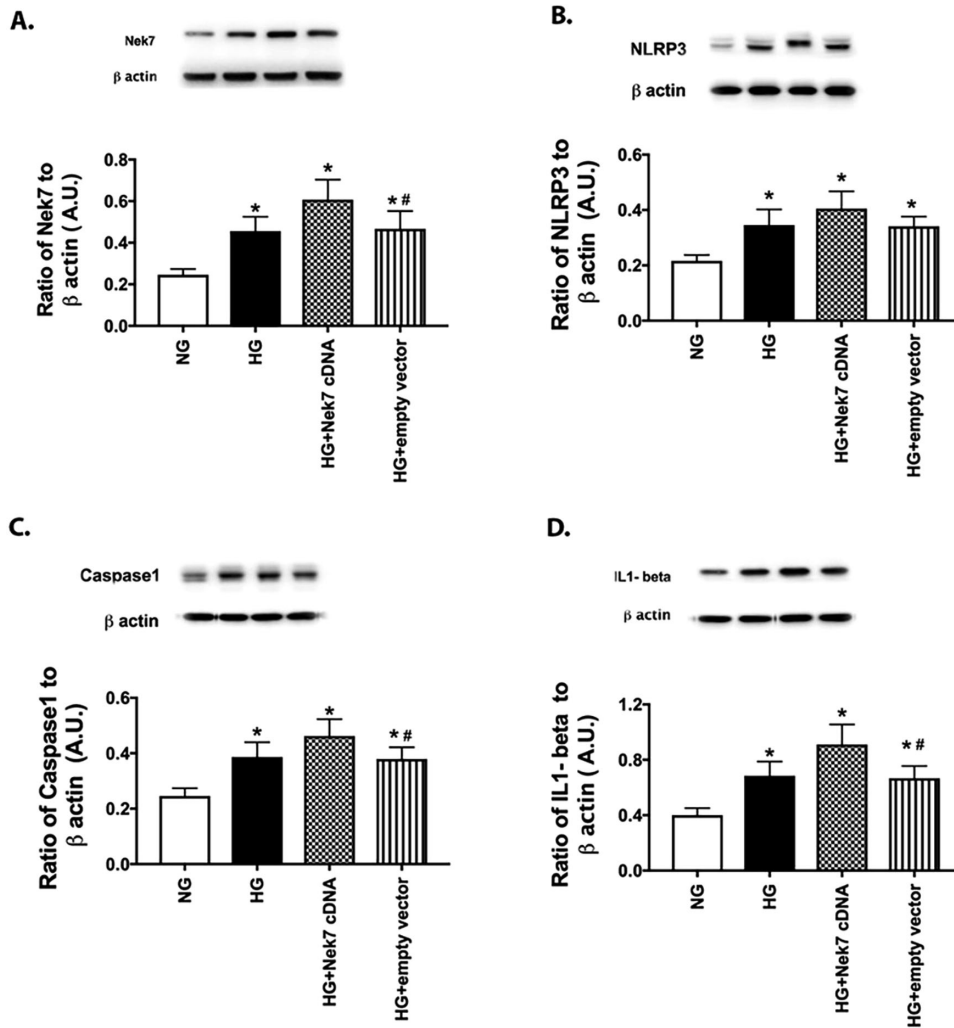 A.
Nek7
β actin
Ratio of Nek7 to
β actin ( A.U.)
0.8
0.6
0.4
0.2
0.0
*
*
* #
NG
HG
HG+Nek7 cDNA
HG+empty vector
B.
NLRP3
β actin
Ratio of NLRP3 to
β actin (A.U.)
0.6
0.4
0.2
0.0
*
*
*
NG
HG
HG+Nek7 cDNA
HG+empty vector
C.
Caspase1
β actin
Ratio of Caspase1 to
β actin (A.U.)
0.6
0.4
0.2
0.0
*
*
* #
NG
HG
HG+Nek7 cDNA
HG+empty vector
D.
IL1- beta
β actin
Ratio of IL1- beta to
β actin ( A.U.)
1.2
0.8
0.4
0.0
*
*
* #
NG
HG
HG+Nek7 cDNA
HG+empty vector